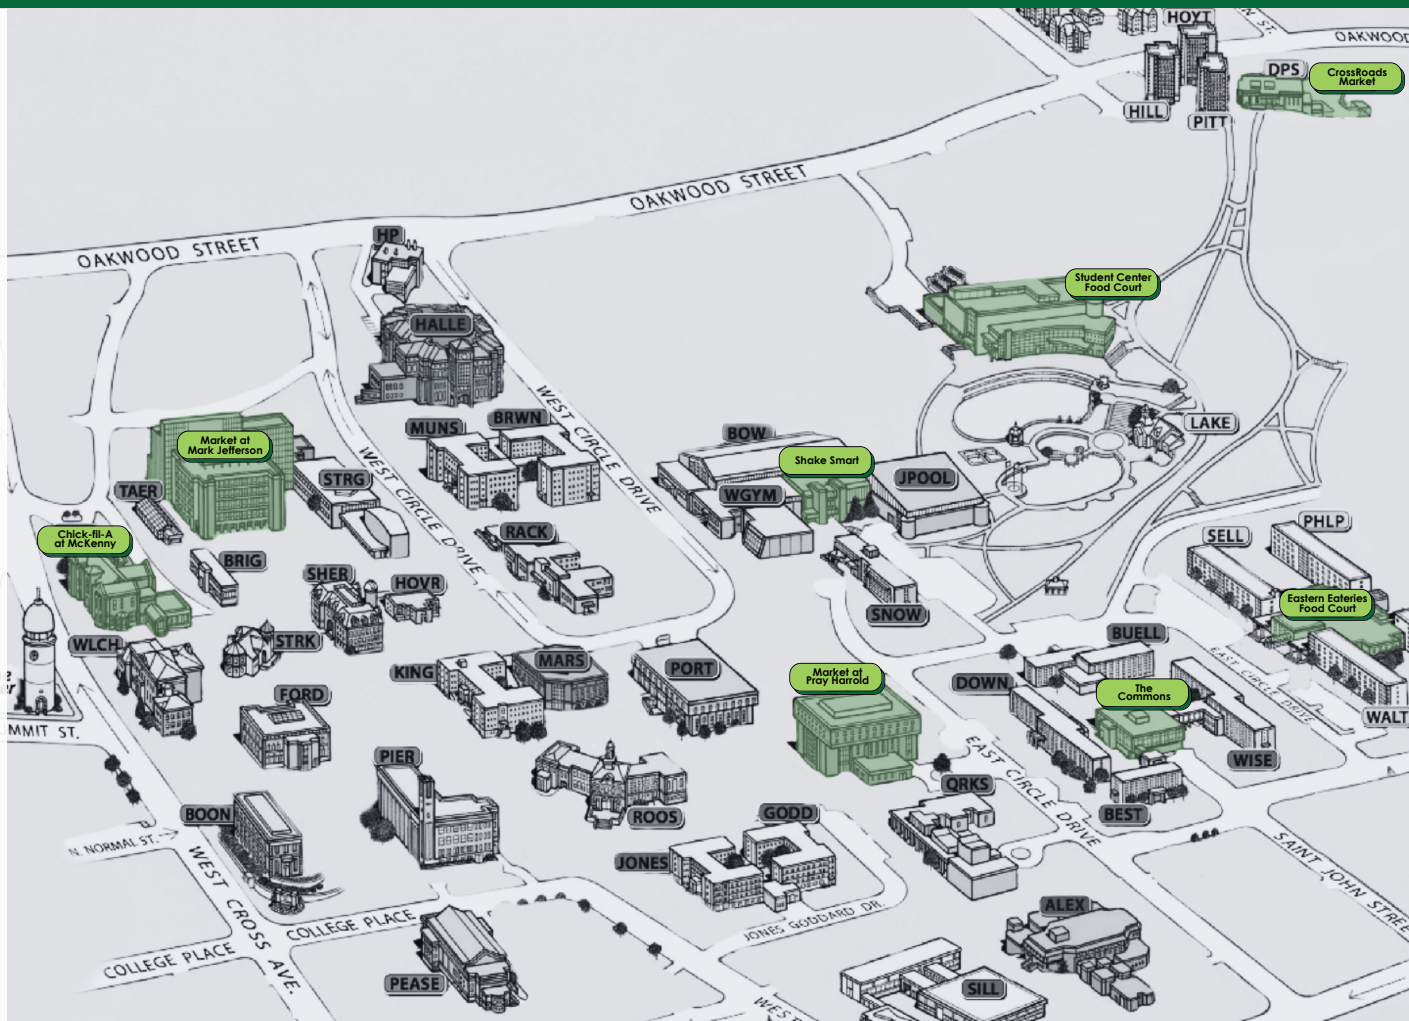 HOYT
N ST.
OAKWOOD
DPS
CrossRoads
Market
HILL
PITT
OAKWOOD STREET
OAKWOOD STREET
HP
Student Center
Food Court
HALLE
WEST CIRCLE DRIVE
BRWN
MUNS
LAKE
BOW
Market at
Mark Jefferson
WEST CIRCLE DRIVE
Shake Smart
JPOOL
STRG
WGYM
TAER
PHLP
SELL
Chick-fil-A
at McKenny
RACK
BRIG
SHER
HOVR
Eastern Eateries
Food Court
SNOW
BUELL
WLCH
STRK
MARS
KING
PORT
EAST CIRCLE DRIVE
Market at
Pray Harrold
DOWN
The
Commons
FORD
WALT
MMIT ST.
PIER
EAST CIRCLE DRIVE
WISE
QRKS
BOON
ROOS
GODD
BEST
N. NORMAL ST.
JONES
SAINT JOHN STREE
WEST CROSS AVE.
COLLEGE PLACE
JONES GODDARD DR.
ALEX
COLLEGE PLACE
PEASE
SILL
WEST